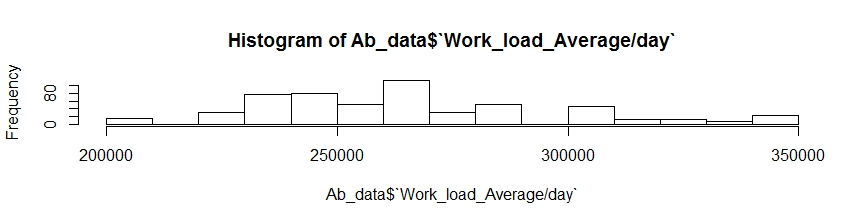 Histogram of Ab_data$`Work_load_Average/day`
Frequency
80
0
200000 250000 300000 350000
Ab_data$`Work_load_Average/day`